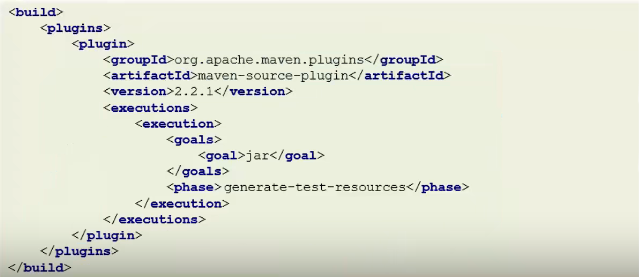 <build>
<plugins>
<plugin>
<groupId>org.apache.maven.plugins</groupId>
<artifactId>maven-source-plugin</artifactId>
<version>2.2.1</version>
<executions>
<execution>
<goals>
<goal>jar</goal>
</goals>
<phase>generate-test-resources</phase>
</execution>
</executions>
</plugin>
</plugins>
</build>